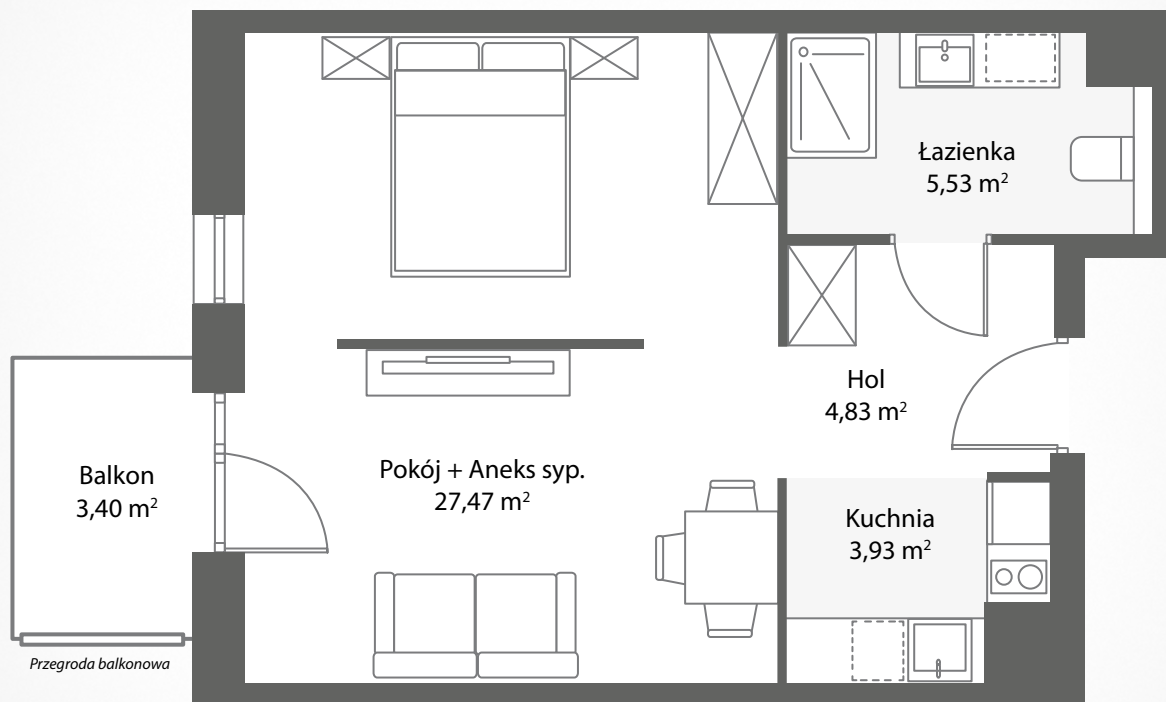 Łazienka
5,53 m²
Hol
4,83 m²
Balkon
3,40 m²
Pokój + Aneks syp.
27,47 m²
Kuchnia
3,93 m²
Przegroda balkonowa